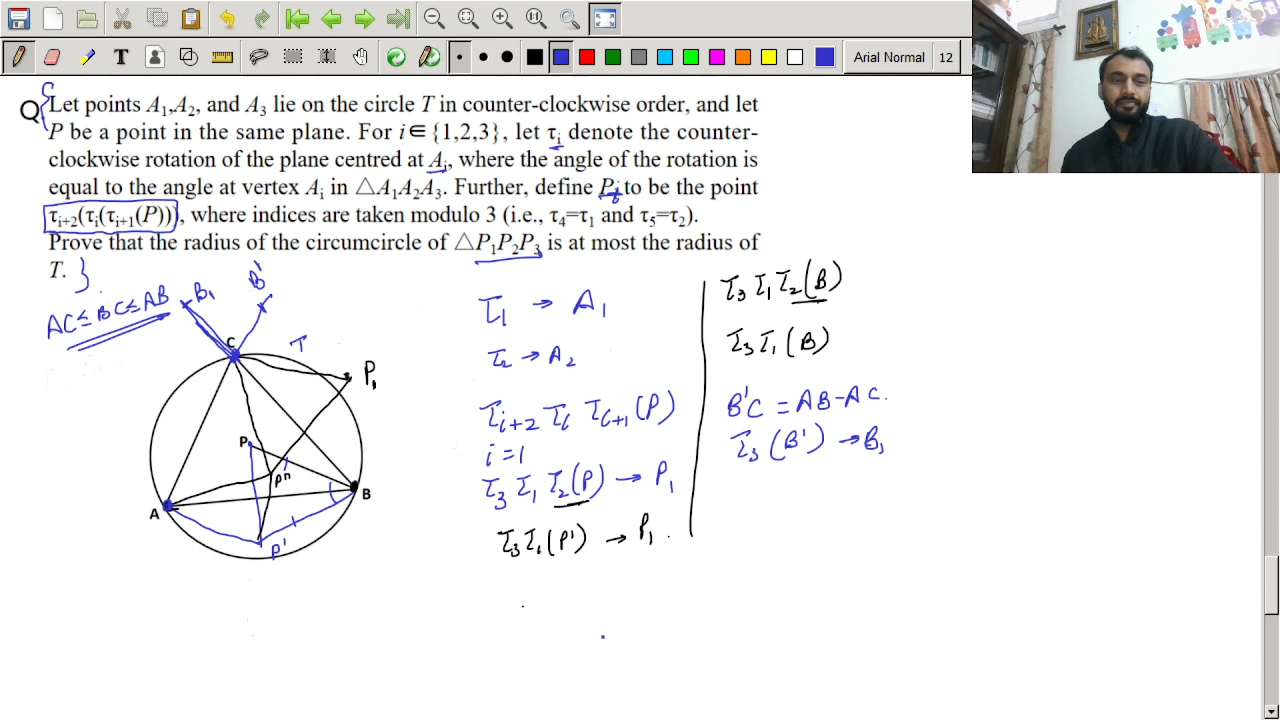 Arial Normal 12
Q Let points A₁,A₂, and A₃ lie on the circle T in counter-clockwise order, and let
P be a point in the same plane. For i∈{1,2,3}, let τᵢ denote the counter-
clockwise rotation of the plane centred at Aᵢ, where the angle of the rotation is
equal to the angle at vertex Aᵢ in △A₁A₂A₃. Further, define Pᵢ to be the point
τᵢ₊₂(τᵢ(τᵢ₊₁(P))), where indices are taken modulo 3 (i.e., τ₄=τ₁ and τ₅=τ₂).
Prove that the radius of the circumcircle of △P₁P₂P₃ is at most the radius of
T.
AC ≤ BC ≤ AB
B₁
B'
C
T
P₁
P
P"
A
B
P'
τ₁ → A₁
τ₂ → A₂
τᵢ₊₂ τᵢ τᵢ₊₁ (P)
i = 1
τ₃ τ₁ τ₂(P) → P₁
τ₃ τ₁ (P') → P₁.
τ₃ τ₁ τ₂ (B)
τ₃ τ₁ (B)
B'C = AB - AC.
τ₃ (B') → B₁